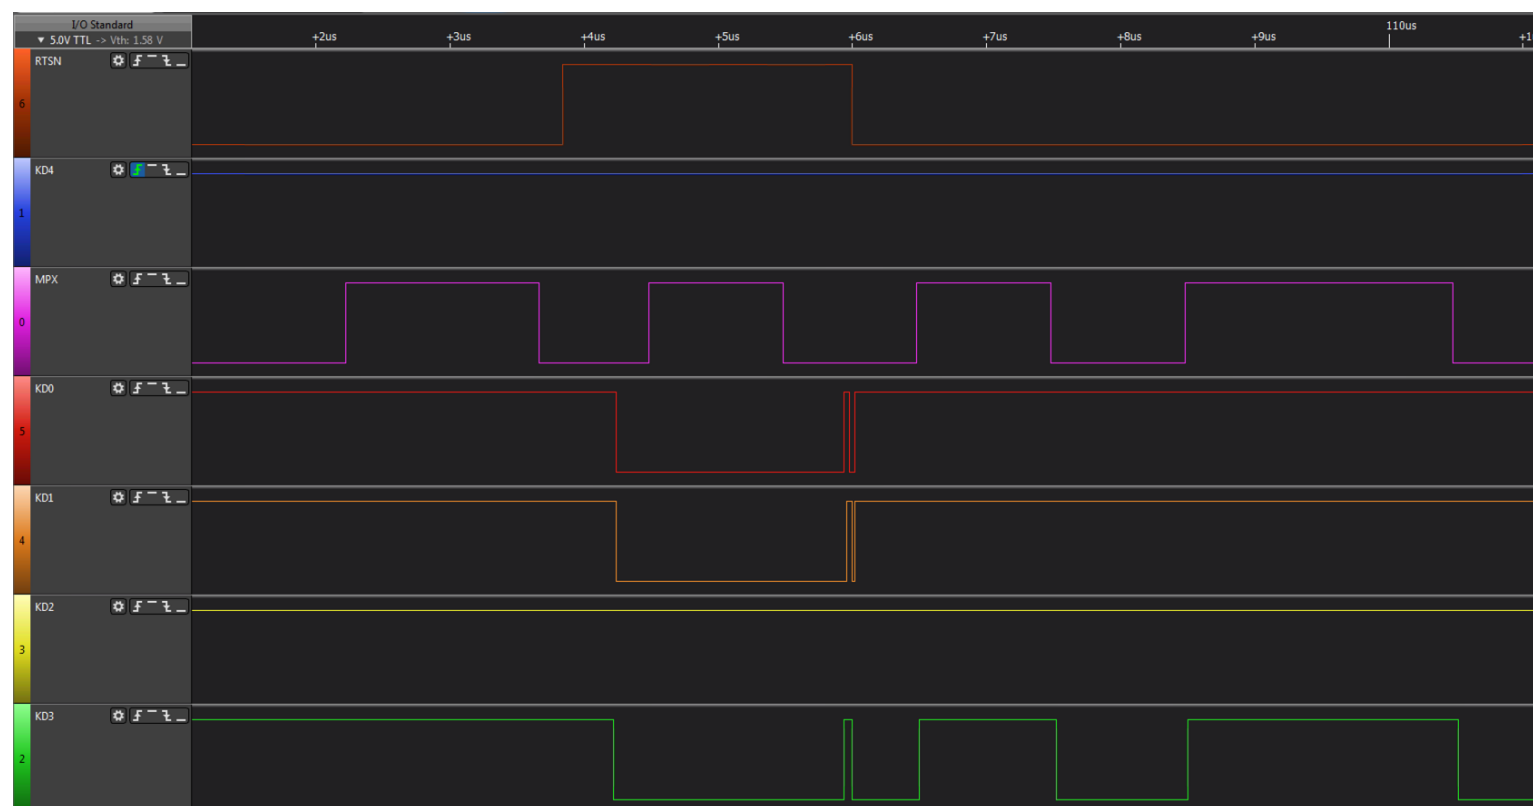 I/O Standard
▼ 5.0V TTL -> Vth: 1.58 V
+2us +3us +4us +5us +6us +7us +8us +9us 110us
RTSN
6
KD4
1
MPX
0
KD0
5
KD1
4
KD2
3
KD3
2